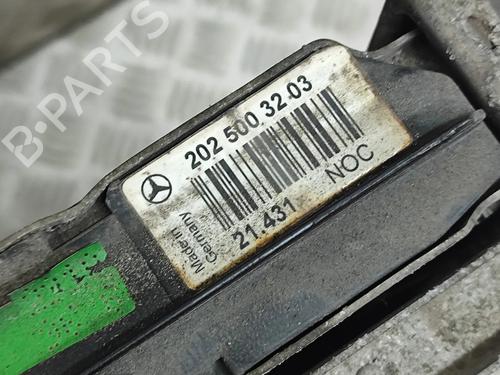 B-PARTS
202 500 32 03
21.431
NOC
Made in
Germany